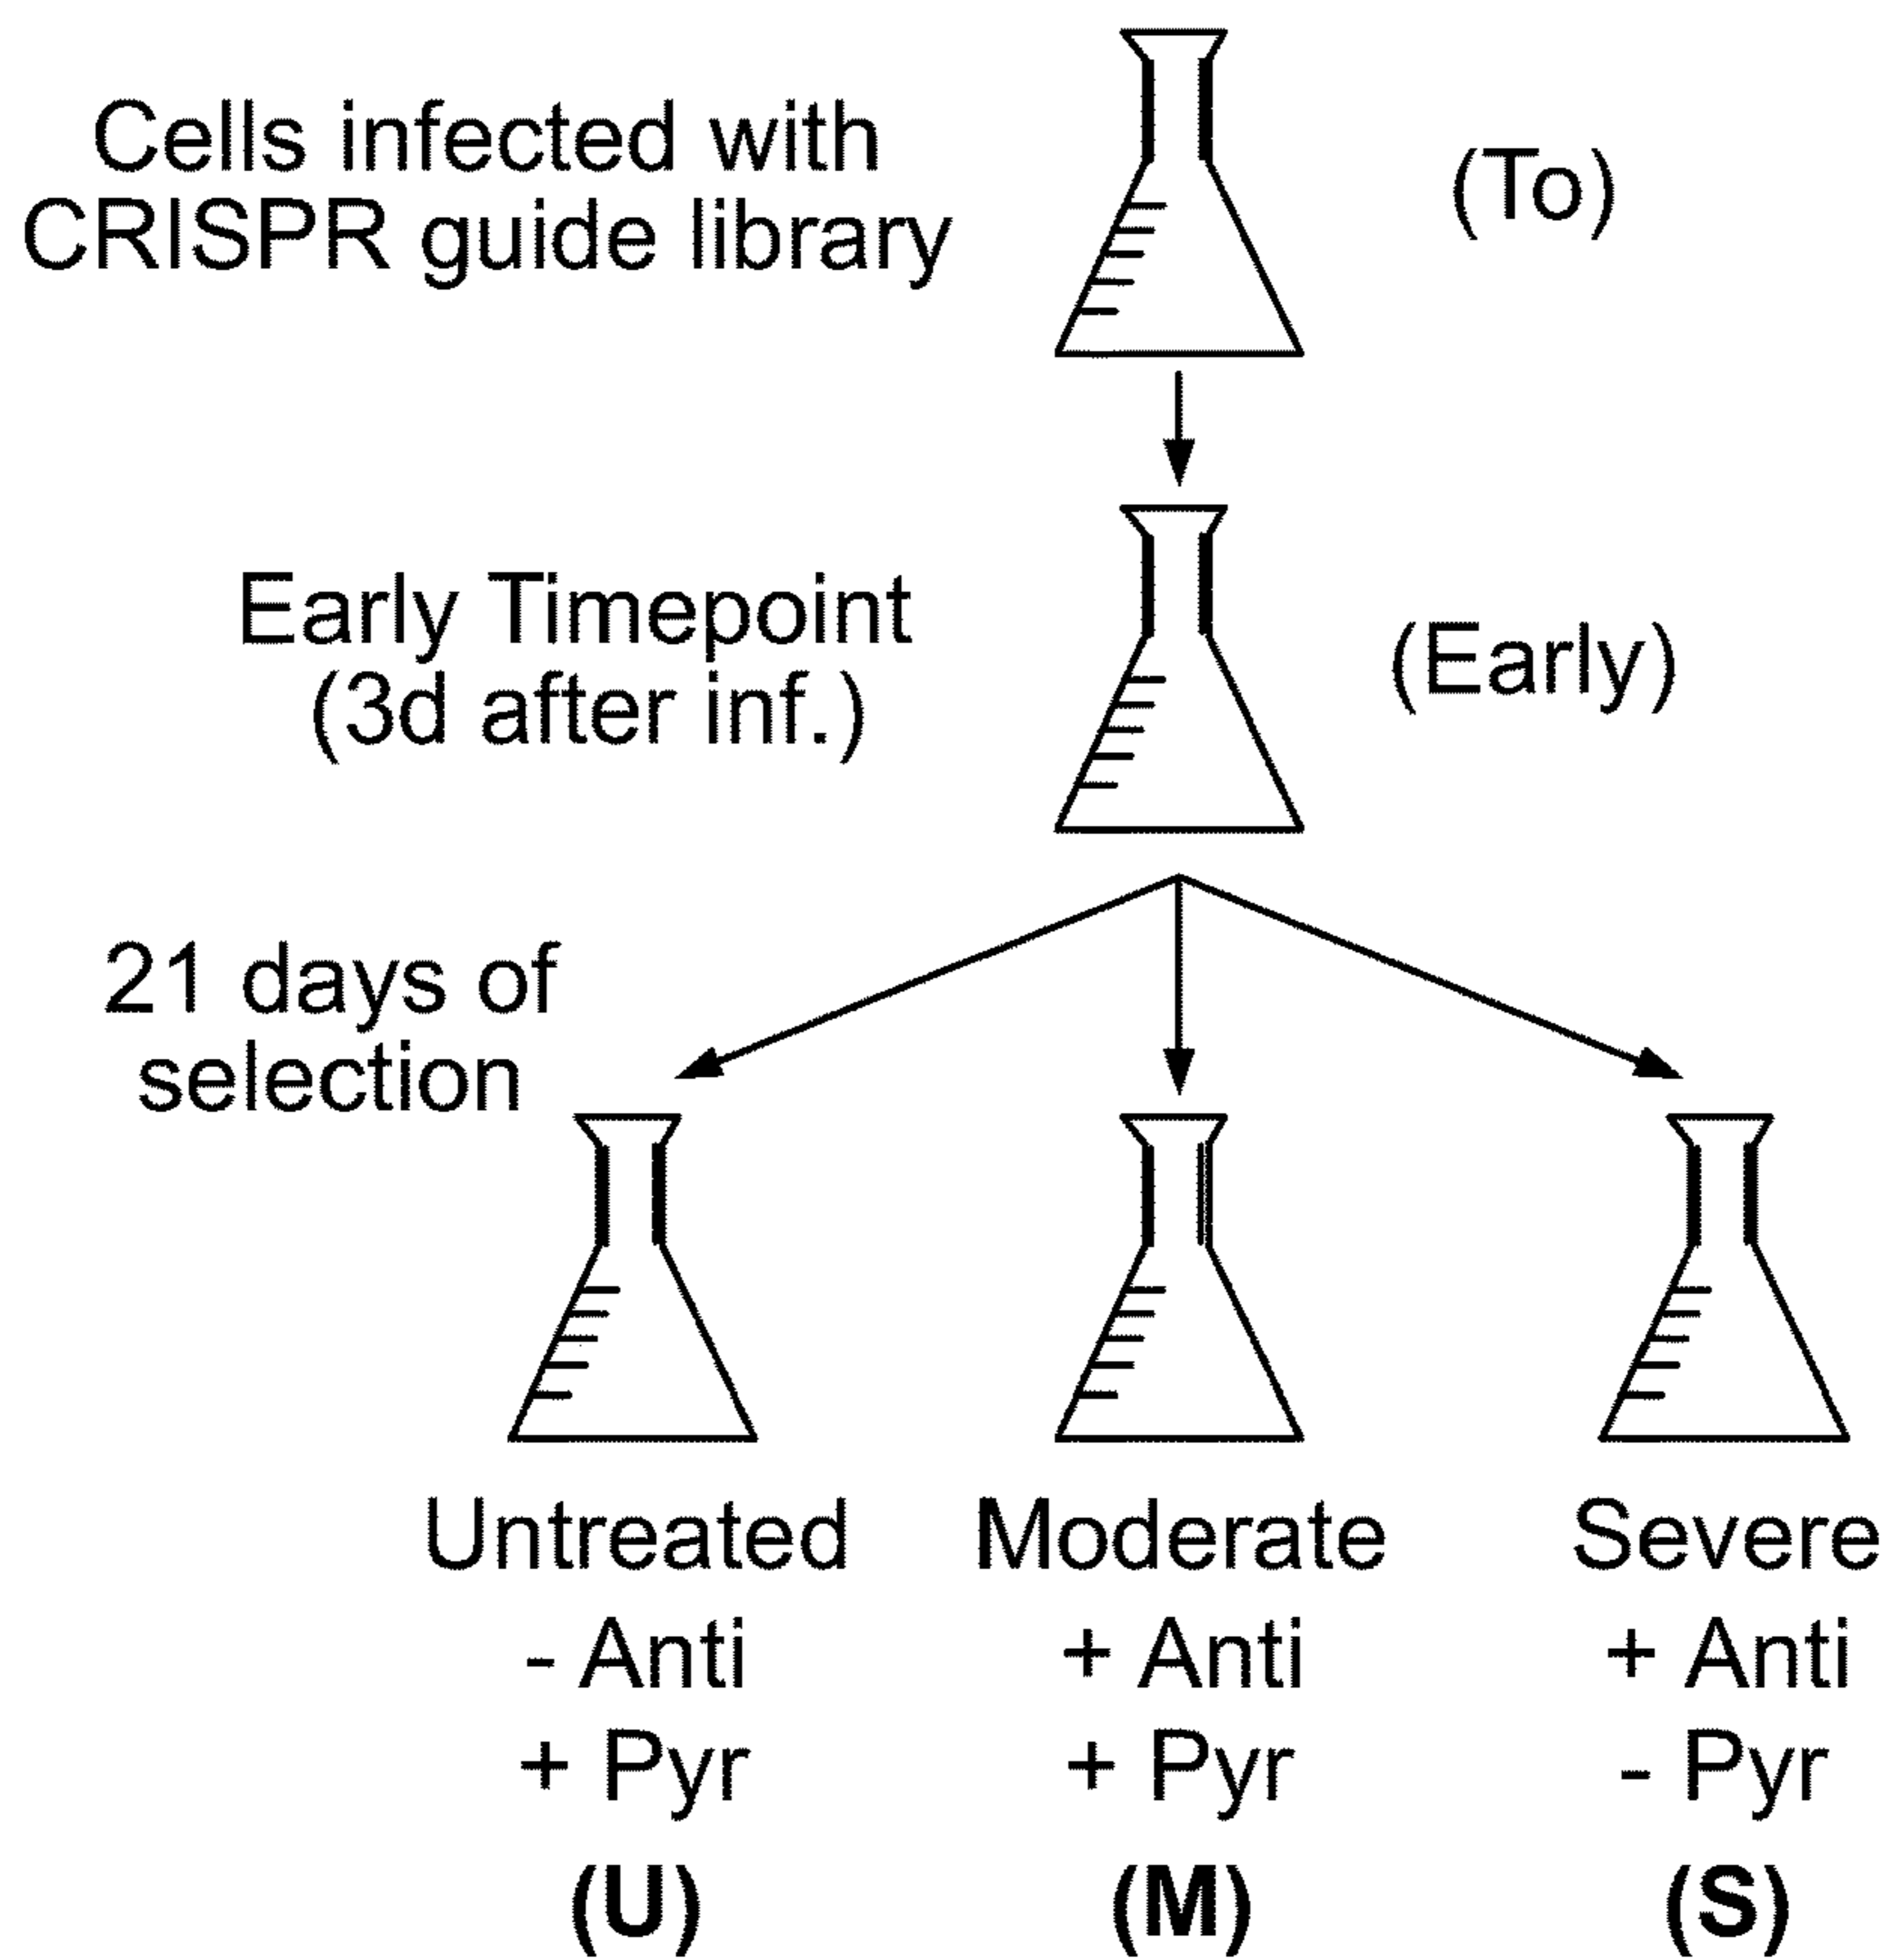 Cells infected with
CRISPR guide library
(To)
Early Timepoint
(3d after inf.)
(Early)
21 days of
selection
Untreated
- Anti
+ Pyr
(U)
Moderate
+ Anti
+ Pyr
(M)
Severe
+ Anti
- Pyr
(S)